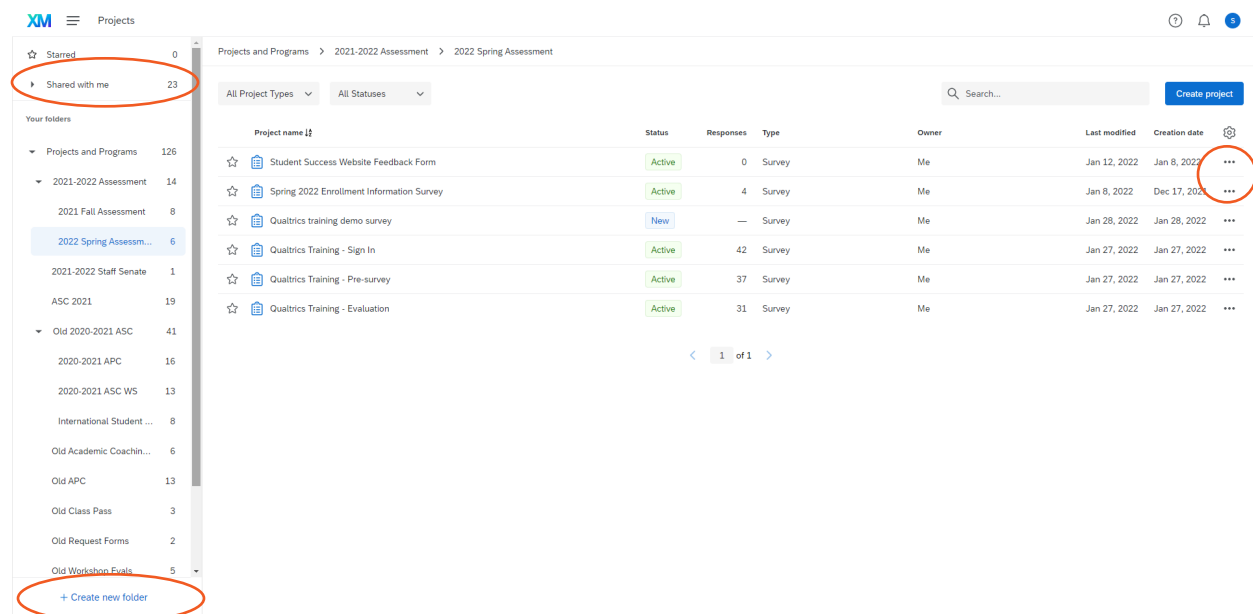 XM Projects S
Starred 0
Shared with me 23
Your folders
Projects and Programs 126
2021-2022 Assessment 14
2021 Fall Assessment 8
2022 Spring Assessm... 6
2021-2022 Staff Senate 1
ASC 2021 19
Old 2020-2021 ASC 41
2020-2021 APC 16
2020-2021 ASC WS 13
International Student ... 8
Old Academic Coachin... 6
Old APC 13
Old Class Pass 3
Old Request Forms 2
Old Workshop Evals 5
+ Create new folder
Projects and Programs > 2021-2022 Assessment > 2022 Spring Assessment
All Project Types All Statuses Search... Create project
Project name Status Responses Type Owner Last modified Creation date
Student Success Website Feedback Form Active 0 Survey Me Jan 12, 2022 Jan 8, 2022 •••
Spring 2022 Enrollment Information Survey Active 4 Survey Me Jan 8, 2022 Dec 17, 2021 •••
Qualtrics training demo survey New — Survey Me Jan 28, 2022 Jan 28, 2022 •••
Qualtrics Training - Sign In Active 42 Survey Me Jan 27, 2022 Jan 27, 2022 •••
Qualtrics Training - Pre-survey Active 37 Survey Me Jan 27, 2022 Jan 27, 2022 •••
Qualtrics Training - Evaluation Active 31 Survey Me Jan 27, 2022 Jan 27, 2022 •••
< 1 of 1 >